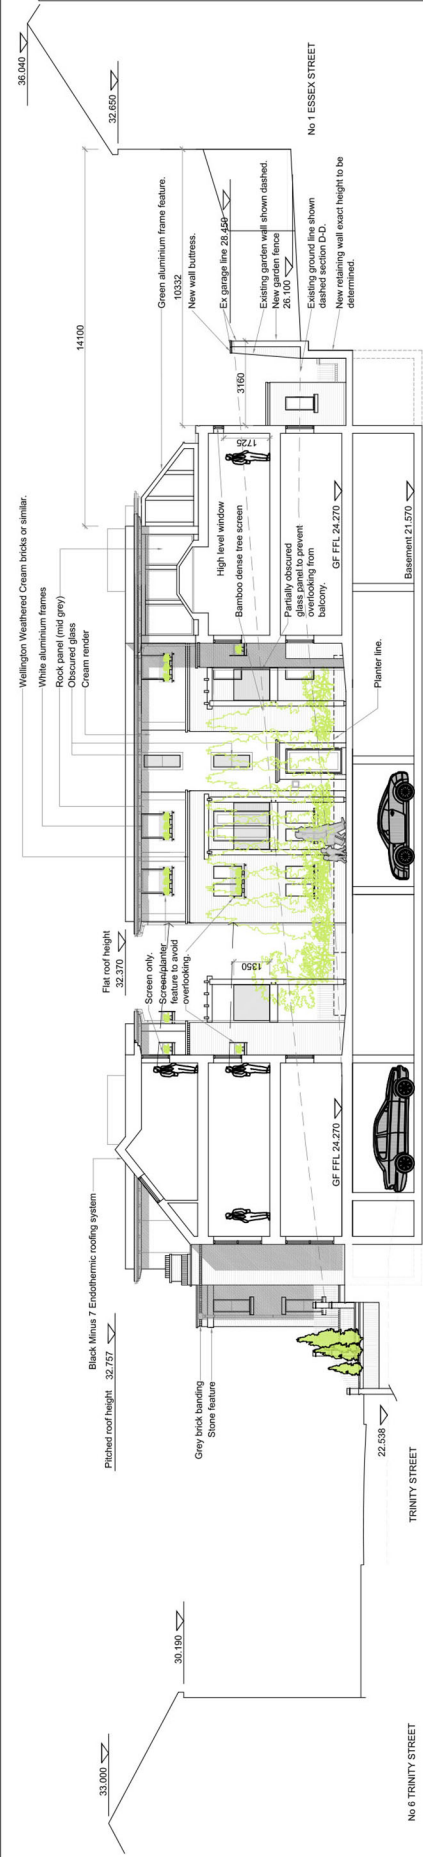 No 6 TRINITY STREET
33.000
30.190
TRINITY STREET
22.538
Pitched roof height 32.757
Black Minus 7 Endothermic roofing system
Grey brick banding
Stone feature
GF FFL 24.270
Flat roof height
32.370
Screen only.
Screen/planter
feature to avoid
overlooking.
1350
Wellington Weathered Cream bricks or similar.
White aluminium frames
Rock panel (mid grey)
Obscured glass
Cream render
Planter line.
High level window
Bamboo dense tree screen
Partially obscured
glass panel to prevent
overlooking from
balcony.
GF FFL 24.270
Basement 21.570
1725
3160
14100
10332
Green aluminium frame feature.
New wall buttress.
Ex garage line 28.450
Existing garden wall shown dashed.
New garden fence
26.100
Existing ground line shown
dashed section D-D.
New retaining wall exact height to be
determined.
36.040
32.650
No 1 ESSEX STREET